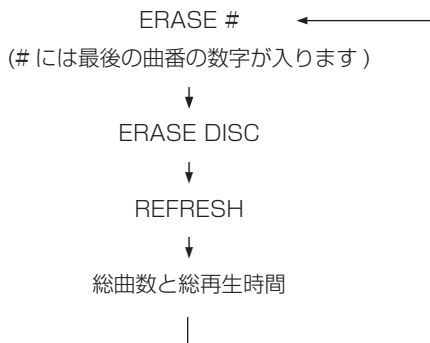 ERASE #
(# には最後の曲番の数字が入ります )
ERASE DISC
REFRESH
総曲数と総再生時間